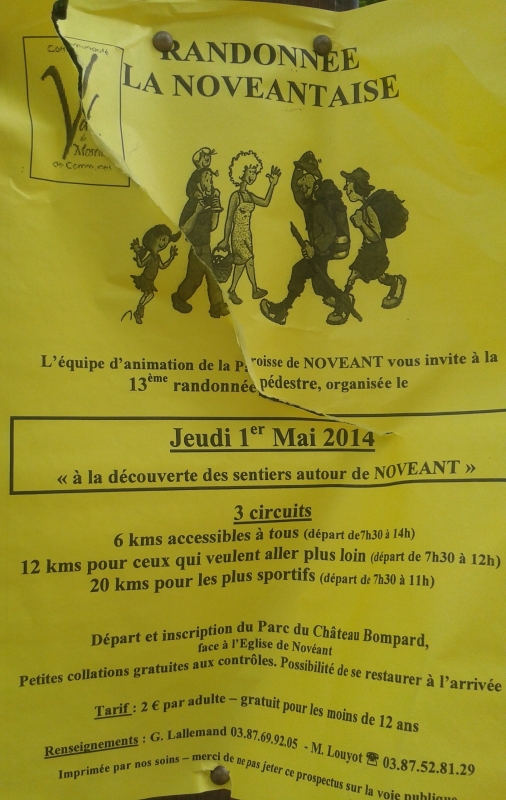 RANDONNEE
LA NOVEANTAISE
Communauté
Val
de
Moselle
de Communes
L'équipe d'animation de la Paroisse de NOVEANT vous invite à la
13ème randonnée pédestre, organisée le
Jeudi 1er Mai 2014
« à la découverte des sentiers autour de NOVEANT »
3 circuits
6 kms accessibles à tous (départ de7h30 à 14h)
12 kms pour ceux qui veulent aller plus loin (départ de 7h30 à 12h)
20 kms pour les plus sportifs (départ de 7h30 à 11h)
Départ et inscription du Parc du Château Bompard,
face à l'Eglise de Novéant
Petites collations gratuites aux contrôles. Possibilité de se restaurer à l'arrivée
Tarif : 2 € par adulte – gratuit pour les moins de 12 ans
Renseignements : G. Lallemand 03.87.69.92.05 - M. Louyot ☎ 03.87.52.81.29
Imprimée par nos soins – merci de ne pas jeter ce prospectus sur la voie publique